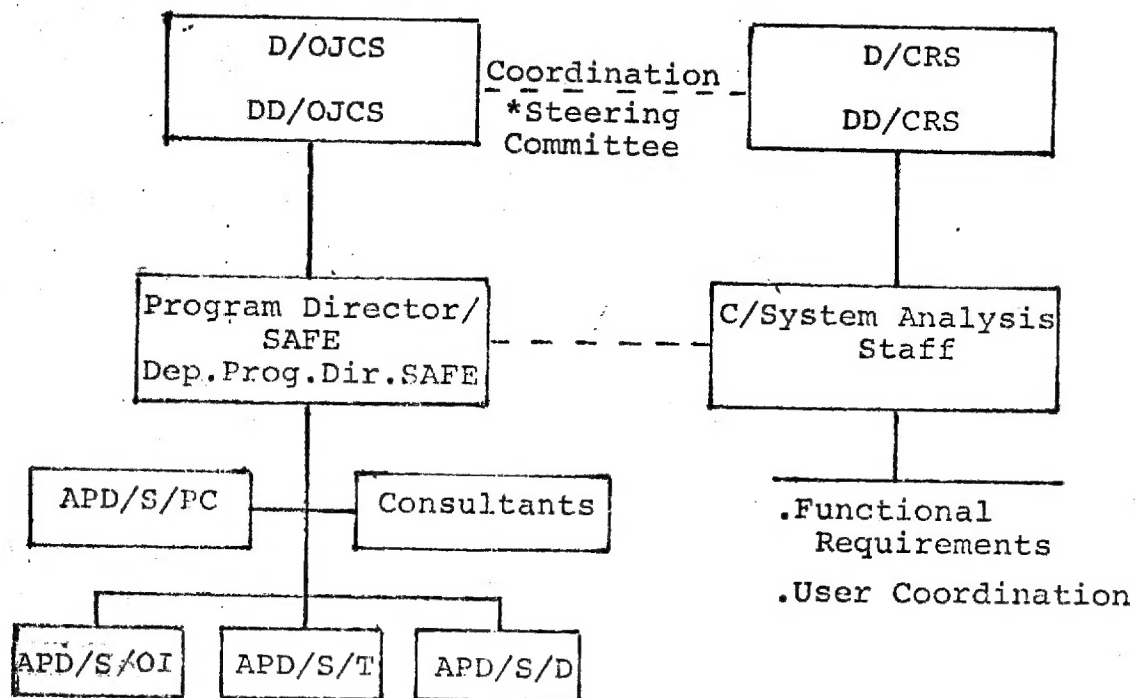 D/OJCS
DD/OJCS
Coordination
*Steering
Committee
D/CRS
DD/CRS
Program Director/
SAFE
Dep.Prog.Dir.SAFE
C/System Analysis
Staff
APD/S/PC
Consultants
.Functional
Requirements
.User Coordination
APD/S/OI
APD/S/T
APD/S/D